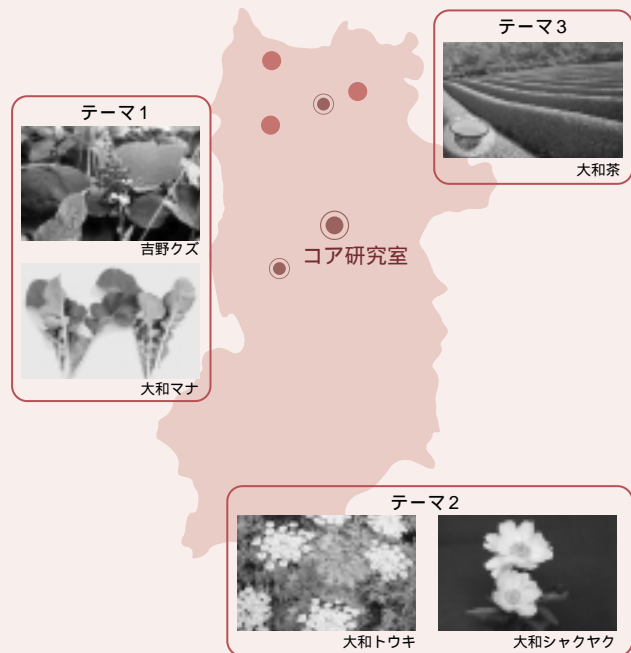 テーマ1
吉野クズ
大和マナ
テーマ3
大和茶
コア研究室
テーマ2
大和トウキ
大和シャクヤク